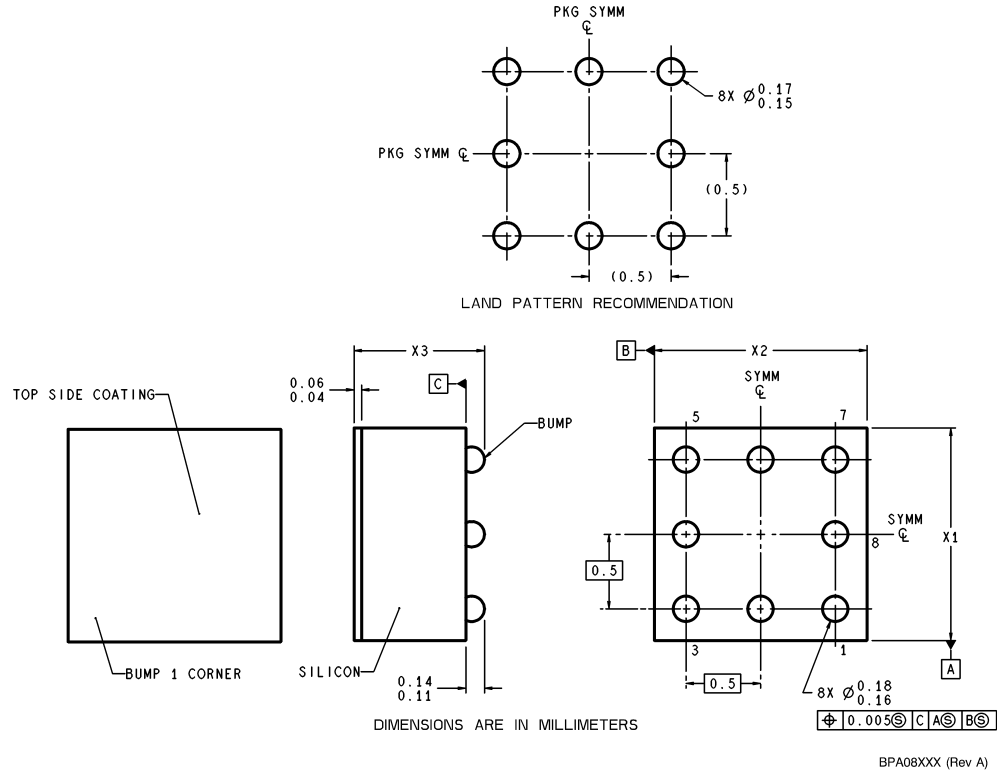 PKG SYMM
℄
8X Ø 0.17
0.15
PKG SYMM ℄
(0.5)
(0.5)
LAND PATTERN RECOMMENDATION
X3
B
X2
SYMM
℄
0.06
0.04
C
TOP SIDE COATING
BUMP
5
7
SYMM
℄
8
X1
0.5
BUMP 1 CORNER
SILICON
3
1
A
0.14
0.11
0.5
8X Ø 0.18
0.16
⌖ 0.005Ⓢ C AⓈ BⓈ
DIMENSIONS ARE IN MILLIMETERS
BPA08XXX (Rev A)